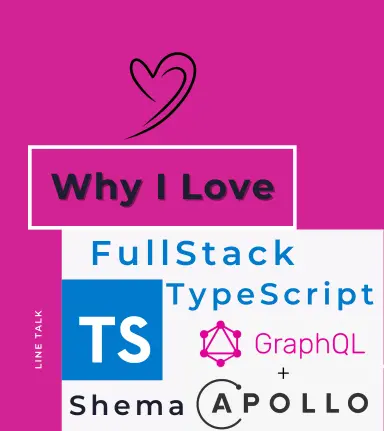 Why I Love
FullStack
TypeScript
TS
GraphQL
+
Shema
APOLLO
LINE TALK